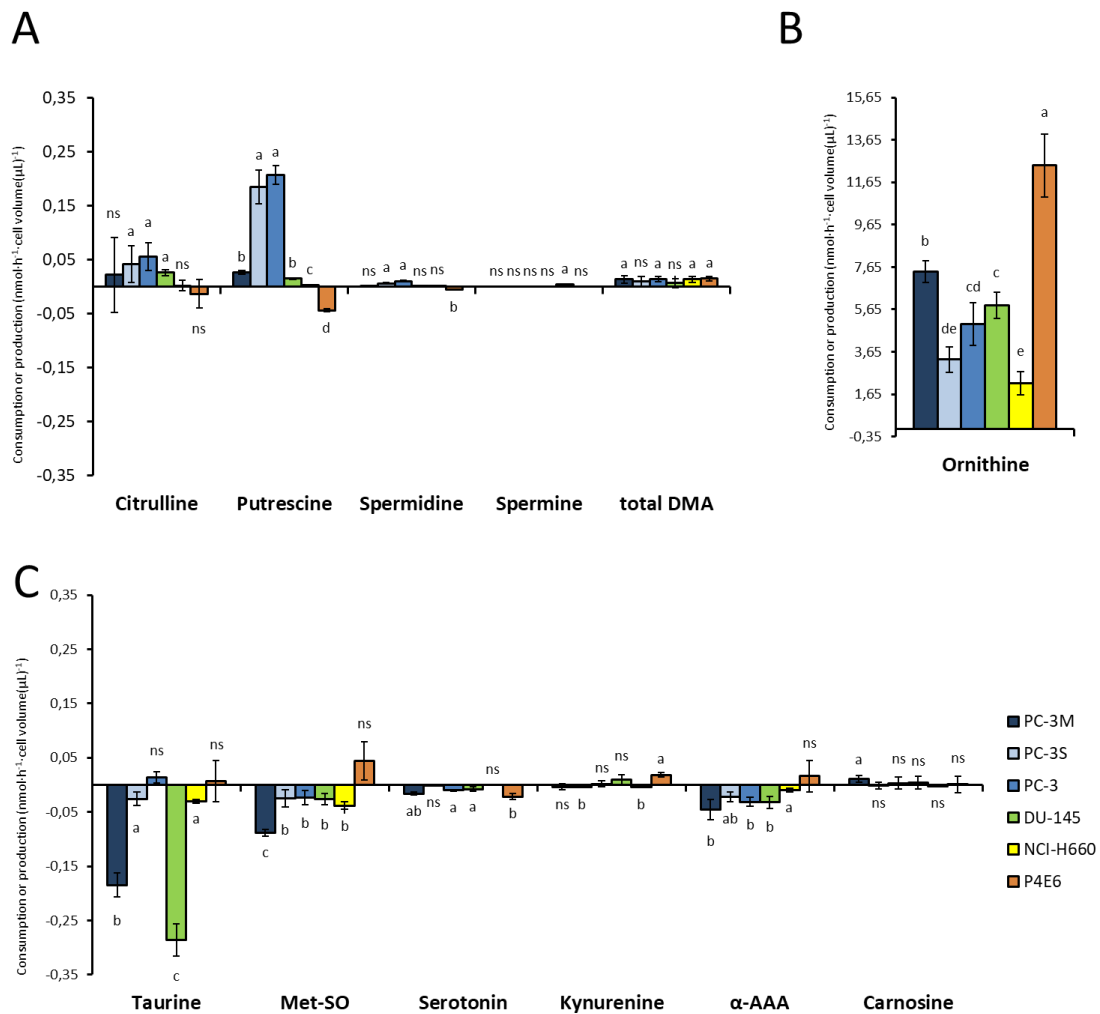 A
B
Consumption or production (nmol·h⁻¹·cell volume(µL)⁻¹)
0,35
0,25
0,15
0,05
-0,05
-0,15
-0,25
-0,35
ns a a a ns ns
b a a b c d
ns a a ns ns b
ns ns ns ns a ns
a ns a ns a a
Citrulline Putrescine Spermidine Spermine total DMA
Consumption or production (nmol·h⁻¹·cell volume(µL)⁻¹)
15,65
13,65
11,65
9,65
7,65
5,65
3,65
1,65
-0,35
b de cd c e a
Ornithine
C
Consumption or production (nmol·h⁻¹·cell volume(µL)⁻¹)
0,35
0,25
0,15
0,05
-0,05
-0,15
-0,25
-0,35
b a ns c a ns
c b b b b ns
ab ns a a ns b
ns b ns ns b a
b ab b b a ns
a ns ns ns ns ns
Taurine Met-SO Serotonin Kynurenine α-AAA Carnosine
PC-3M
PC-3S
PC-3
DU-145
NCI-H660
P4E6